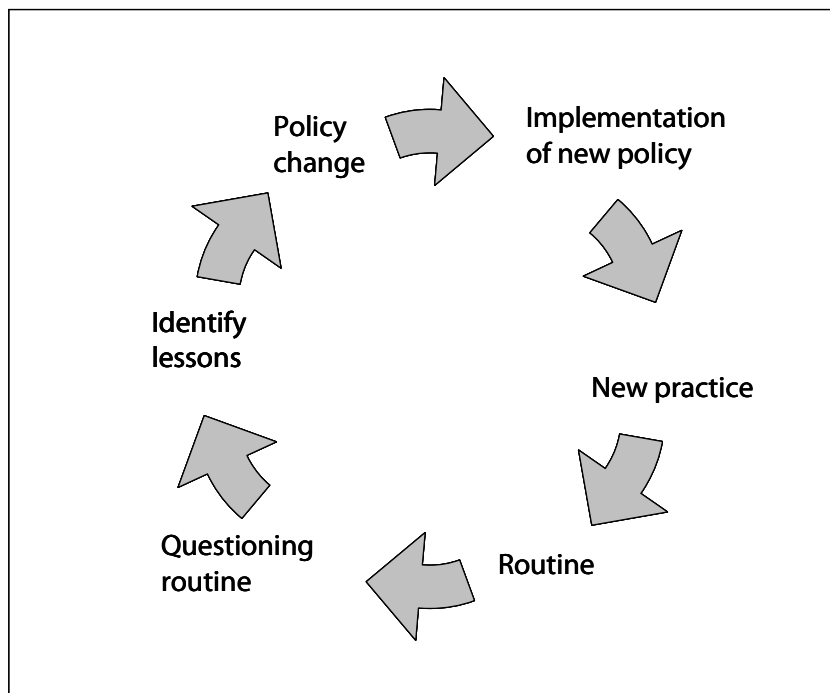 Policy
change
Implementation
of new policy
New practice
Routine
Questioning
routine
Identify
lessons